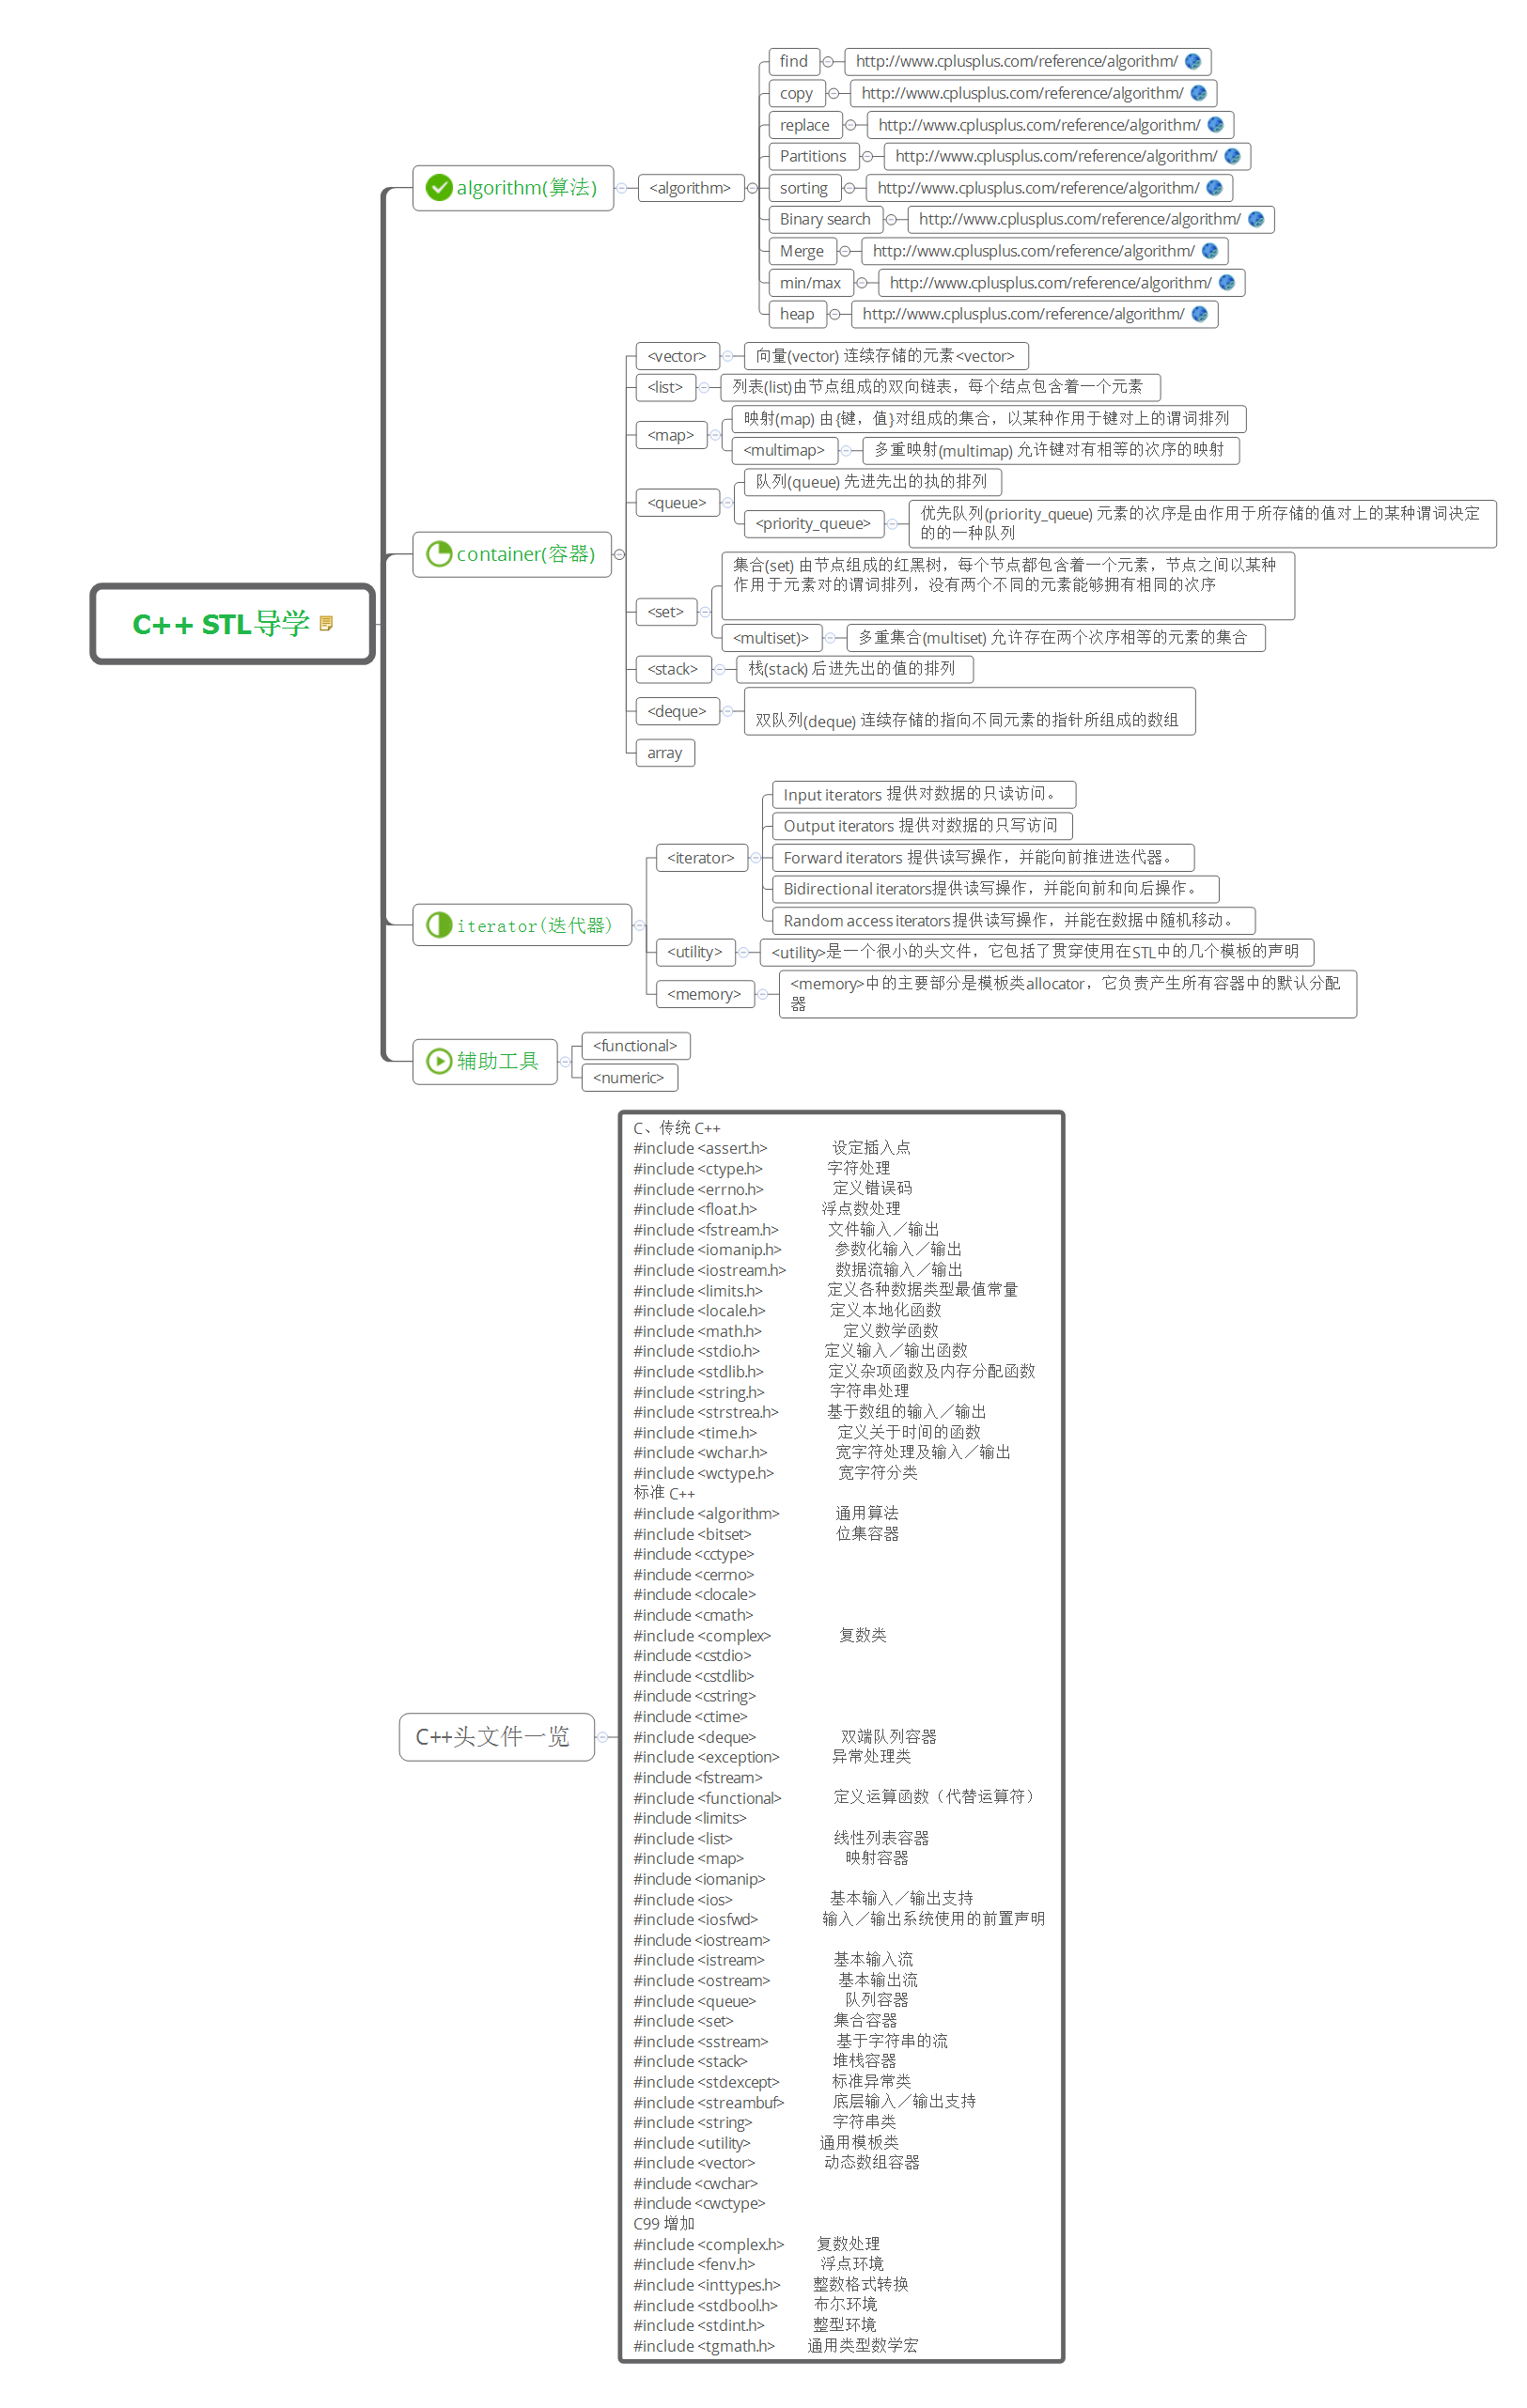 C++ STL导学
algorithm(算法)
<algorithm>
find
http://www.cplusplus.com/reference/algorithm/
copy
http://www.cplusplus.com/reference/algorithm/
replace
http://www.cplusplus.com/reference/algorithm/
Partitions
http://www.cplusplus.com/reference/algorithm/
sorting
http://www.cplusplus.com/reference/algorithm/
Binary search
http://www.cplusplus.com/reference/algorithm/
Merge
http://www.cplusplus.com/reference/algorithm/
min/max
http://www.cplusplus.com/reference/algorithm/
heap
http://www.cplusplus.com/reference/algorithm/
container(容器)
<vector>
向量(vector) 连续存储的元素<vector>
<list>
列表(list)由节点组成的双向链表，每个结点包含着一个元素
<map>
映射(map) 由{键，值}对组成的集合，以某种作用于键对上的谓词排列
<multimap>
多重映射(multimap) 允许键对有相等的次序的映射
<queue>
队列(queue) 先进先出的执的排列
<priority_queue>
优先队列(priority_queue) 元素的次序是由作用于所存储的值对上的某种谓词决定
的的一种队列
<set>
集合(set) 由节点组成的红黑树，每个节点都包含着一个元素，节点之间以某种
作用于元素对的谓词排列，没有两个不同的元素能够拥有相同的次序
<multiset)>
多重集合(multiset) 允许存在两个次序相等的元素的集合
<stack>
栈(stack) 后进先出的值的排列
<deque>
双队列(deque) 连续存储的指向不同元素的指针所组成的数组
array
iterator(迭代器)
<iterator>
Input iterators 提供对数据的只读访问。
Output iterators 提供对数据的只写访问
Forward iterators 提供读写操作，并能向前推进迭代器。
Bidirectional iterators提供读写操作，并能向前和向后操作。
Random access iterators提供读写操作，并能在数据中随机移动。
<utility>
<utility>是一个很小的头文件，它包括了贯穿使用在STL中的几个模板的声明
<memory>
<memory>中的主要部分是模板类allocator，它负责产生所有容器中的默认分配
器
辅助工具
<functional>
<numeric>
C++头文件一览
C、传统 C++
#include <assert.h> 设定插入点
#include <ctype.h> 字符处理
#include <errno.h> 定义错误码
#include <float.h> 浮点数处理
#include <fstream.h> 文件输入／输出
#include <iomanip.h> 参数化输入／输出
#include <iostream.h> 数据流输入／输出
#include <limits.h> 定义各种数据类型最值常量
#include <locale.h> 定义本地化函数
#include <math.h> 定义数学函数
#include <stdio.h> 定义输入／输出函数
#include <stdlib.h> 定义杂项函数及内存分配函数
#include <string.h> 字符串处理
#include <strstrea.h> 基于数组的输入／输出
#include <time.h> 定义关于时间的函数
#include <wchar.h> 宽字符处理及输入／输出
#include <wctype.h> 宽字符分类
标准 C++
#include <algorithm> 通用算法
#include <bitset> 位集容器
#include <cctype>
#include <cerrno>
#include <clocale>
#include <cmath>
#include <complex> 复数类
#include <cstdio>
#include <cstdlib>
#include <cstring>
#include <ctime>
#include <deque> 双端队列容器
#include <exception> 异常处理类
#include <fstream>
#include <functional> 定义运算函数（代替运算符）
#include <limits>
#include <list> 线性列表容器
#include <map> 映射容器
#include <iomanip>
#include <ios> 基本输入／输出支持
#include <iosfwd> 输入／输出系统使用的前置声明
#include <iostream>
#include <istream> 基本输入流
#include <ostream> 基本输出流
#include <queue> 队列容器
#include <set> 集合容器
#include <sstream> 基于字符串的流
#include <stack> 堆栈容器
#include <stdexcept> 标准异常类
#include <streambuf> 底层输入／输出支持
#include <string> 字符串类
#include <utility> 通用模板类
#include <vector> 动态数组容器
#include <cwchar>
#include <cwctype>
C99 增加
#include <complex.h> 复数处理
#include <fenv.h> 浮点环境
#include <inttypes.h> 整数格式转换
#include <stdbool.h> 布尔环境
#include <stdint.h> 整型环境
#include <tgmath.h> 通用类型数学宏